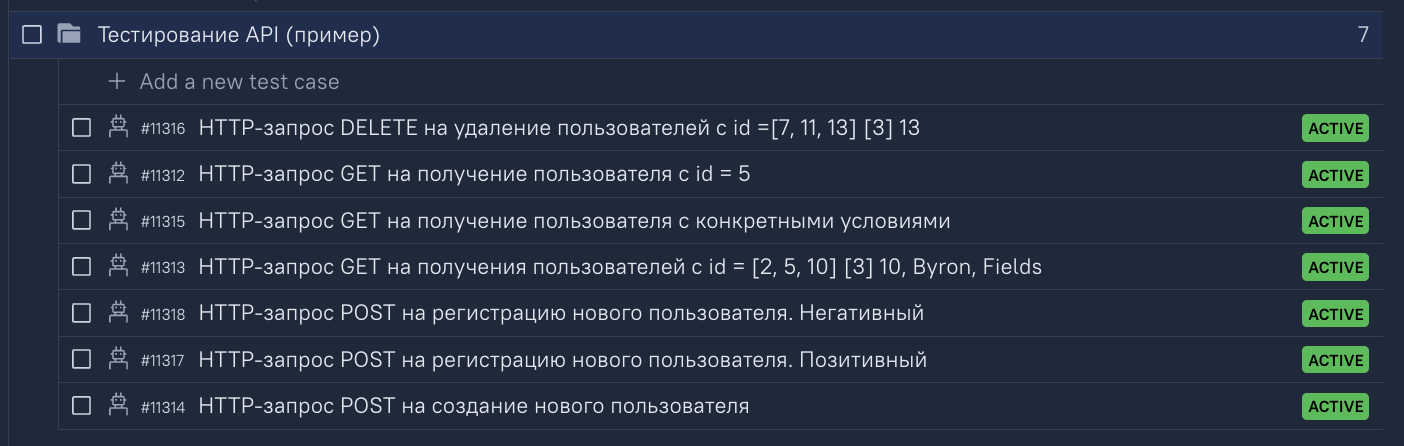 Тестирование API (пример) 7
+ Add a new test case
#11316 HTTP-запрос DELETE на удаление пользователей с id =[7, 11, 13] [3] 13 ACTIVE
#11312 HTTP-запрос GET на получение пользователя с id = 5 ACTIVE
#11315 HTTP-запрос GET на получение пользователя с конкретными условиями ACTIVE
#11313 HTTP-запрос GET на получения пользователей с id = [2, 5, 10] [3] 10, Byron, Fields ACTIVE
#11318 HTTP-запрос POST на регистрацию нового пользователя. Негативный ACTIVE
#11317 HTTP-запрос POST на регистрацию нового пользователя. Позитивный ACTIVE
#11314 HTTP-запрос POST на создание нового пользователя ACTIVE